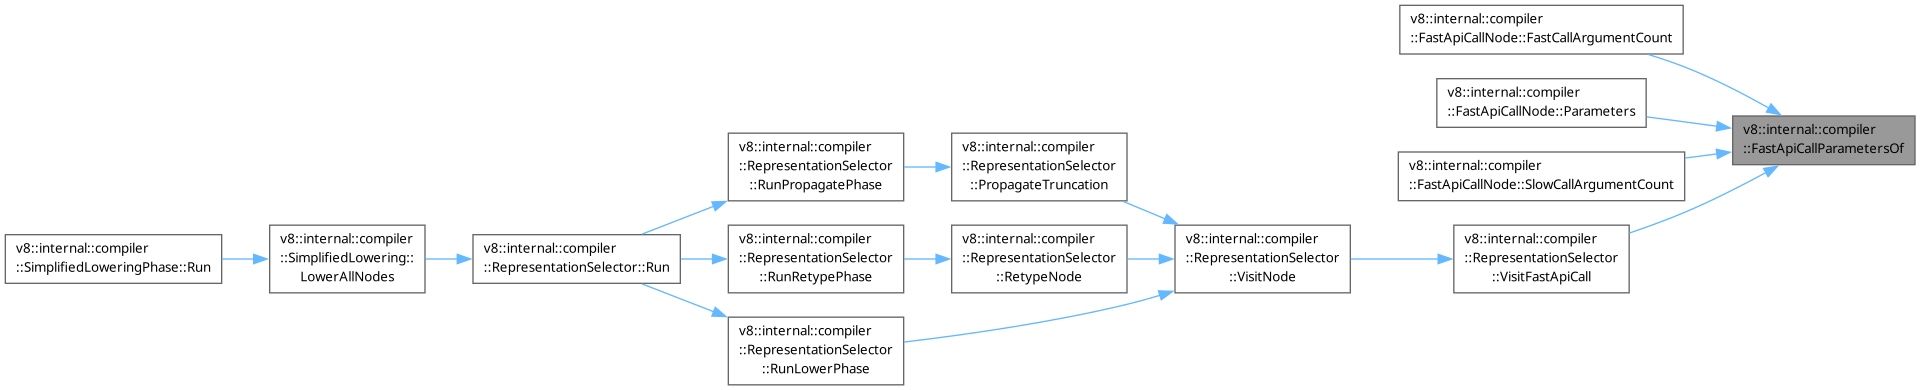 v8::internal::compiler
::SimplifiedLoweringPhase::Run
v8::internal::compiler
::SimplifiedLowering::
LowerAllNodes
v8::internal::compiler
::RepresentationSelector::Run
v8::internal::compiler
::RepresentationSelector
::RunPropagatePhase
v8::internal::compiler
::RepresentationSelector
::RunRetypePhase
v8::internal::compiler
::RepresentationSelector
::RunLowerPhase
v8::internal::compiler
::RepresentationSelector
::PropagateTruncation
v8::internal::compiler
::RepresentationSelector
::RetypeNode
v8::internal::compiler
::RepresentationSelector
::VisitNode
v8::internal::compiler
::FastApiCallNode::FastCallArgumentCount
v8::internal::compiler
::FastApiCallNode::Parameters
v8::internal::compiler
::FastApiCallNode::SlowCallArgumentCount
v8::internal::compiler
::RepresentationSelector
::VisitFastApiCall
v8::internal::compiler
::FastApiCallParametersOf